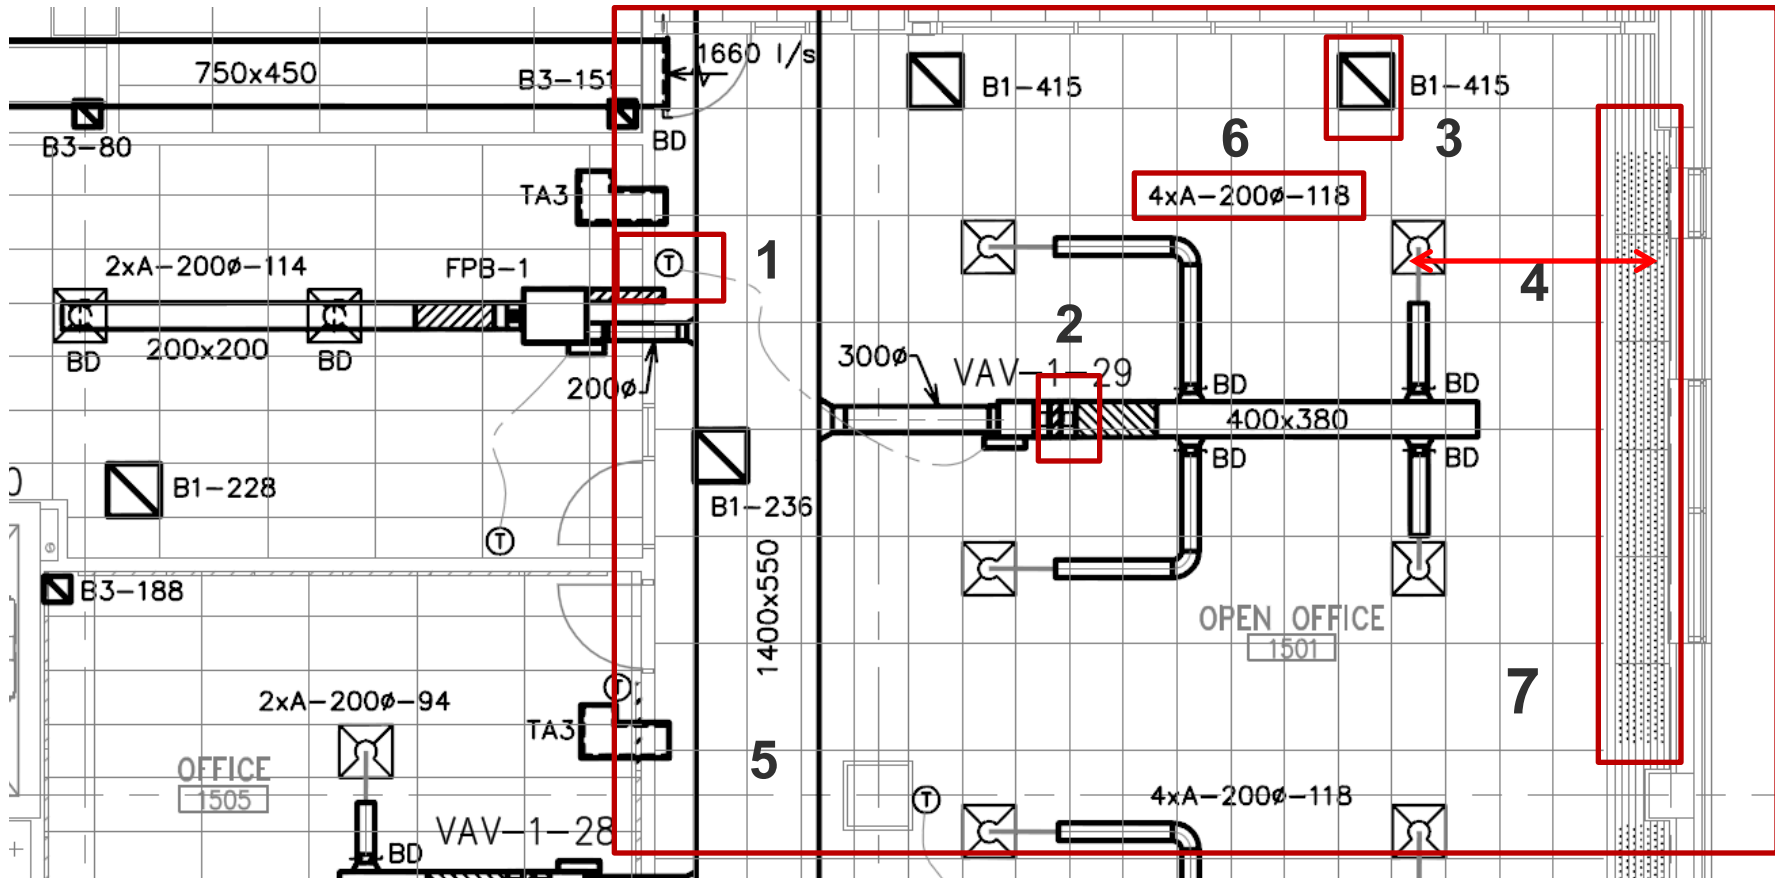 1660 l/s
750x450
B3-151
B1-415
B1-415
B3-80
BD
6
3
TA3
4xA-200ø-118
T
1
2xA-200ø-114
FPB-1
4
2
BD
200x200
BD
200ø
300ø
VAV-1-29
BD
BD
400x380
BD
BD
0
B1-228
B1-236
T
1400x550
B3-188
OPEN OFFICE
1501
7
T
2xA-200ø-94
TA3
5
OFFICE
1505
T
4xA-200ø-118
VAV-1-28
BD